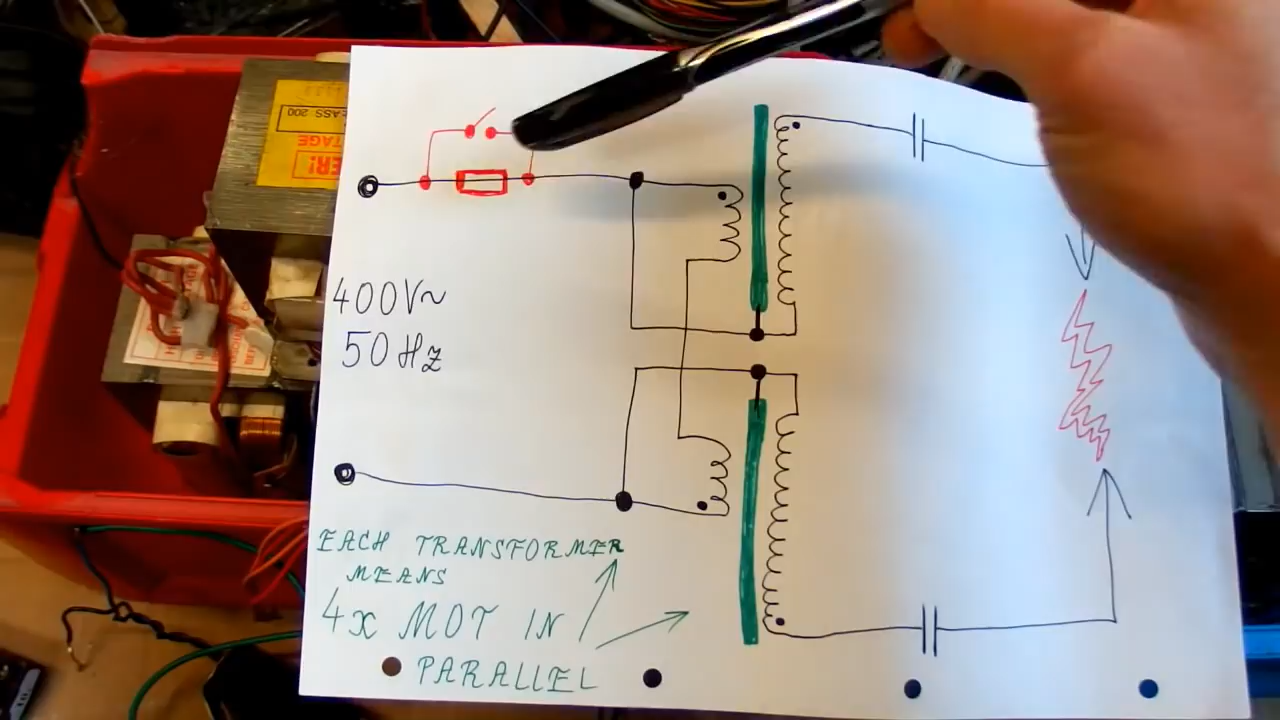 400V~
50Hz
EACH TRANSFORMER
MEANS
4x MOT IN
PARALLEL